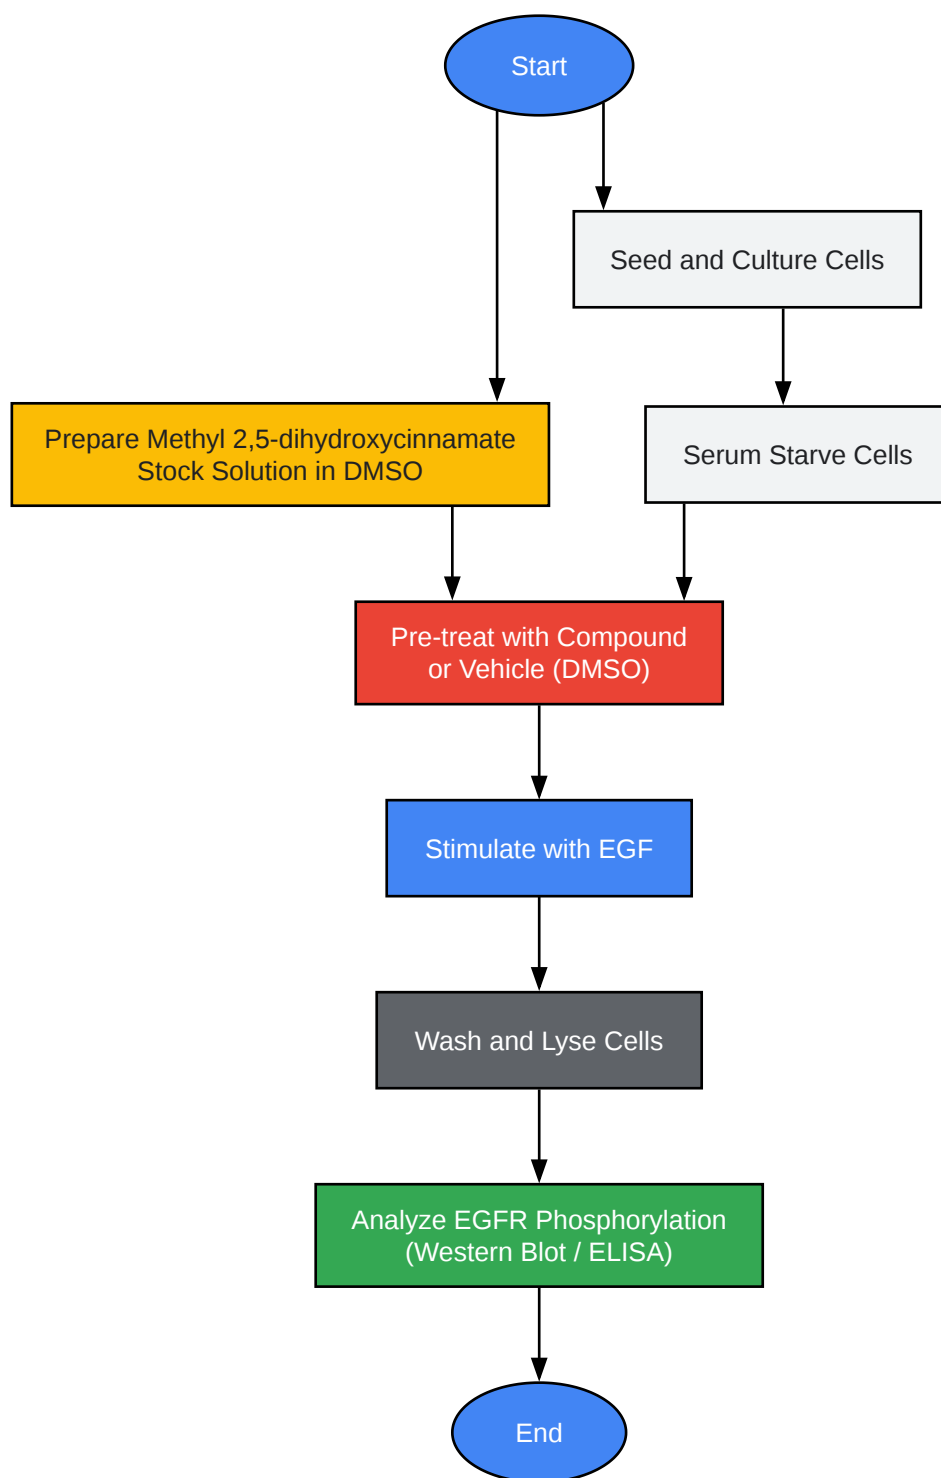 Start
Seed and Culture Cells
Prepare Methyl 2,5-dihydroxycinnamate
Stock Solution in DMSO
Serum Starve Cells
Pre-treat with Compound
or Vehicle (DMSO)
Stimulate with EGF
Wash and Lyse Cells
Analyze EGFR Phosphorylation
(Western Blot / ELISA)
End